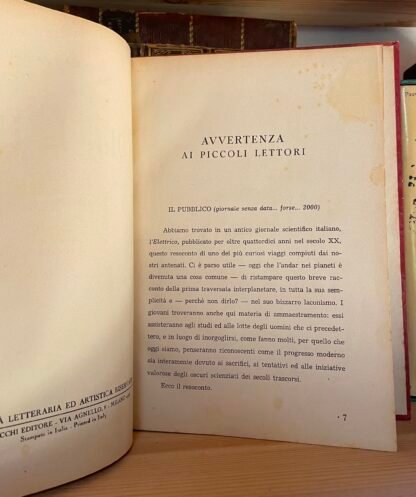 LETTERARIA ED ARTISTICA
CCHI EDITORE - VIA AGNELLO,
Stampato in Italia - Printed in Italy
AVVERTENZA
AI PICCOLI LETTORI
IL PUBBLICO (giornale senza data... forse... 2000)
Abbiamo trovato in un antico giornale scientifico italiano,
l'Elettrico, pubblicato per oltre quattordici anni nel secolo XX,
questo resoconto di uno dei più curiosi viaggi compiuti dai no-
stri antenati. Ci è parso utile — oggi che l'andar nei pianeti è
divenuta una cosa comune — di ristampare questo breve rac-
conto della prima traversata interplanetare, in tutta la sua sem-
plicità e — perchè non dirlo? — nel suo bizzarro laconismo. I
giovani troveranno anche qui materia di ammaestramento: essi
assisteranno agli studi ed alle lotte degli uomini che ci precedet-
tero, e in luogo di inorgoglirsi, come fanno molti, per quello che
oggi siamo, penseranno riconoscenti come il progresso moderno
sia interamente dovuto ai sacrifici, ai tentativi ed alle iniziative
valorose degli oscuri scienziati dei secoli trascorsi.
Ecco il resoconto.
· 7